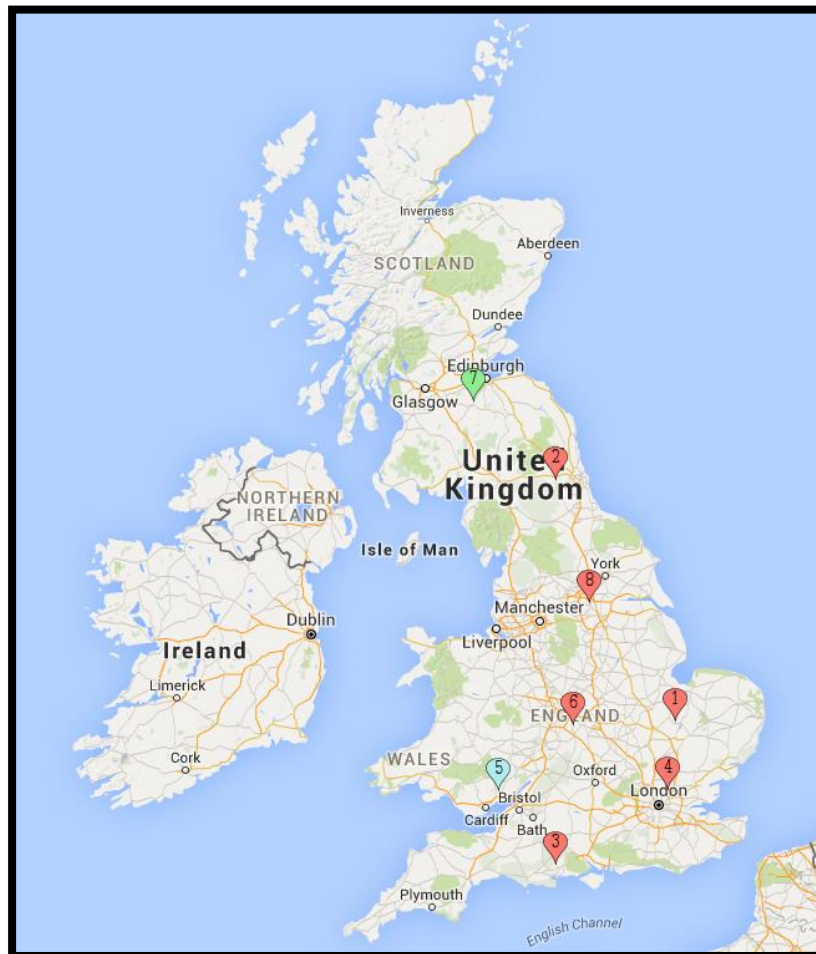 Inverness
Aberdeen
SCOTLAND
Dundee
Edinburgh
7
Glasgow
2
United
Kingdom
NORTHERN
IRELAND
Isle of Man
York
8
Manchester
Dublin
Liverpool
Ireland
Limerick
1
6
ENGLAND
WALES
Cork
5
4
Oxford
London
Bristol
Cardiff
Bath
3
Plymouth
English Channel